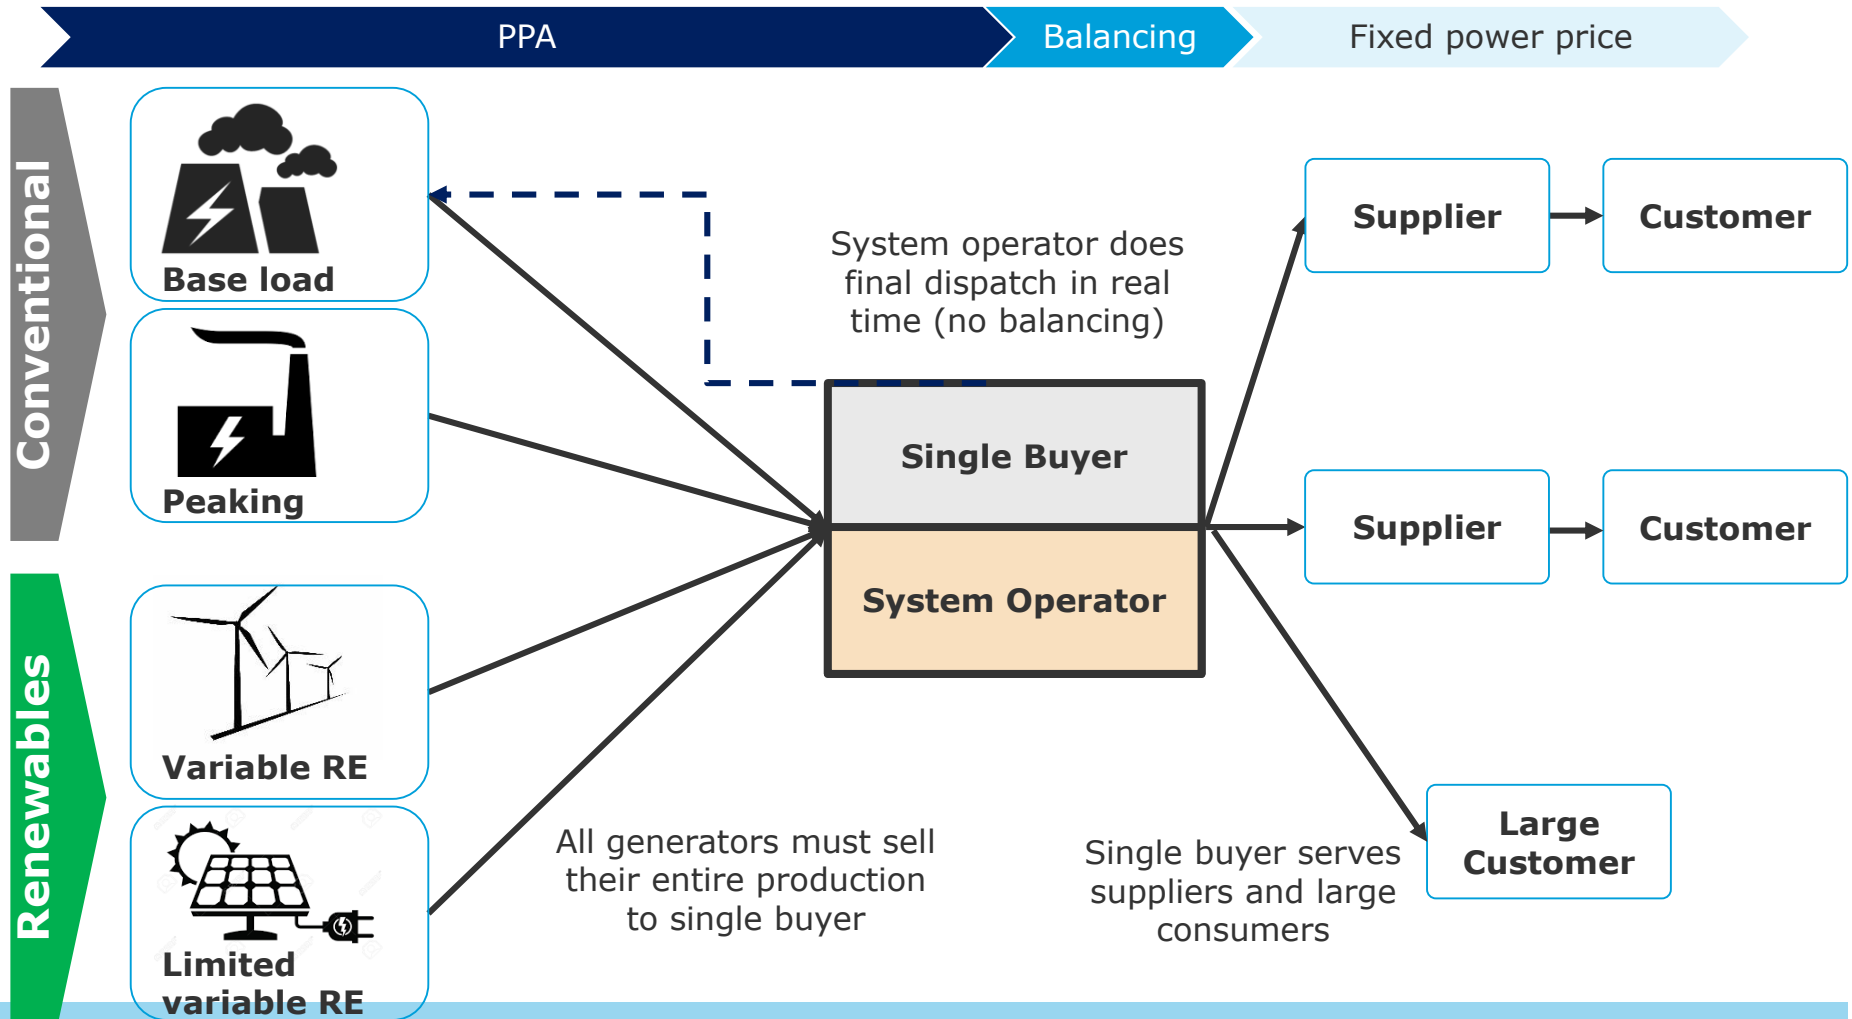 PPA
Balancing
Fixed power price
Conventional
Base load
Peaking
Renewables
Variable RE
Limited
variable RE
System operator does
final dispatch in real
time (no balancing)
Single Buyer
System Operator
All generators must sell
their entire production
to single buyer
Supplier
Customer
Supplier
Customer
Large
Customer
Single buyer serves
suppliers and large
consumers